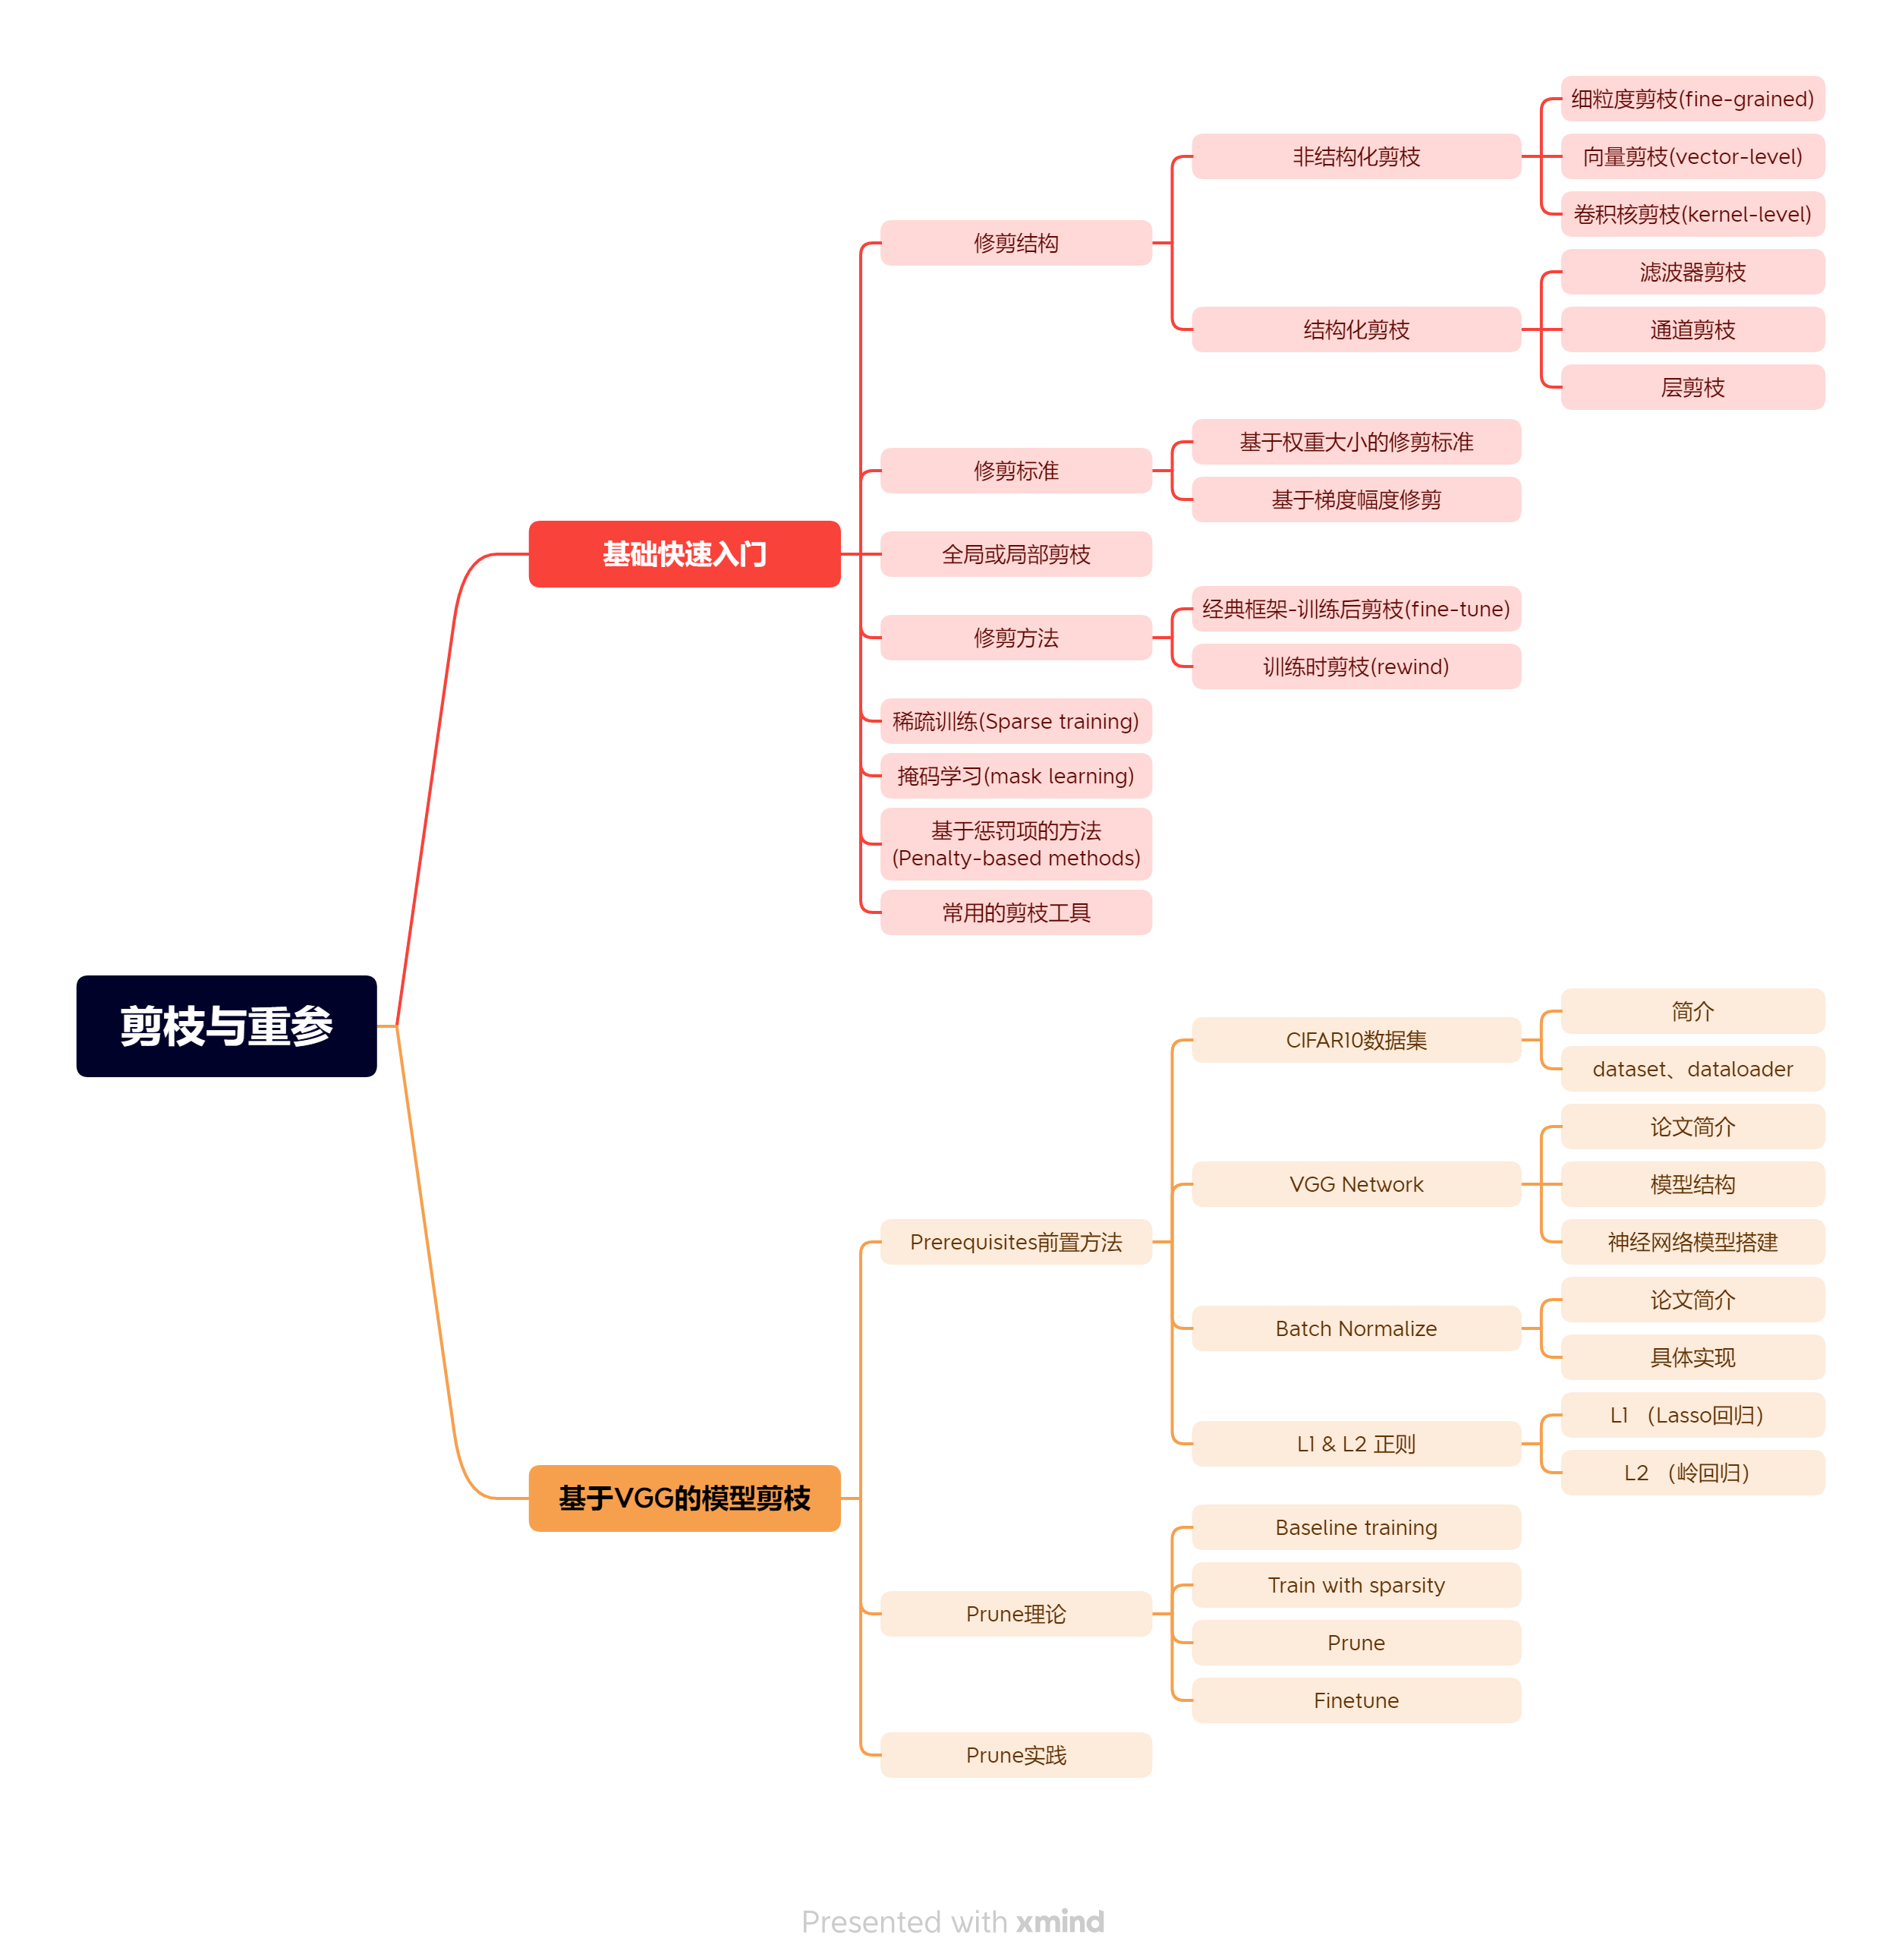 剪枝与重参
基础快速入门
修剪结构
非结构化剪枝
细粒度剪枝(fine-grained)
向量剪枝(vector-level)
卷积核剪枝(kernel-level)
结构化剪枝
滤波器剪枝
通道剪枝
层剪枝
修剪标准
基于权重大小的修剪标准
基于梯度幅度修剪
全局或局部剪枝
修剪方法
经典框架-训练后剪枝(fine-tune)
训练时剪枝(rewind)
稀疏训练(Sparse training)
掩码学习(mask learning)
基于惩罚项的方法
(Penalty-based methods)
常用的剪枝工具
基于VGG的模型剪枝
Prerequisites前置方法
CIFAR10数据集
简介
dataset、dataloader
VGG Network
论文简介
模型结构
神经网络模型搭建
Batch Normalize
论文简介
具体实现
L1 & L2 正则
L1 （Lasso回归）
L2 （岭回归）
Prune理论
Baseline training
Train with sparsity
Prune
Finetune
Prune实践
Presented with xmind